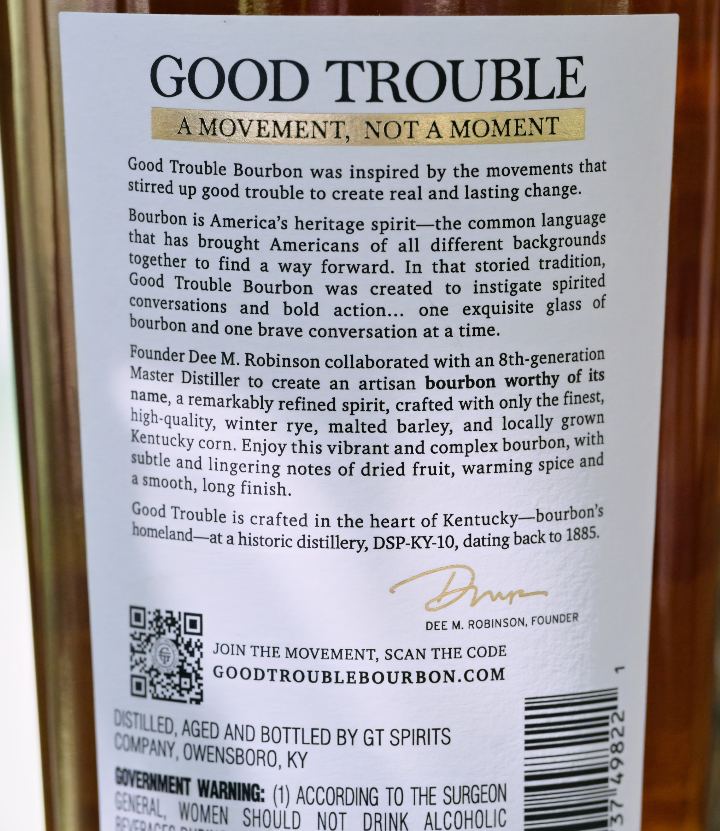 GOOD TROUBLE
A MOVEMENT, NOT A MOMENT
Good Trouble Bourbon was inspired by the movements that
stirred up good trouble to create real and lasting change.
Bourbon is America's heritage spirit—the common language
that has brought Americans of all different backgrounds
together to find a way forward. In that storied tradition,
Good Trouble Bourbon was created to instigate spirited
conversations and bold action... one exquisite glass of
bourbon and one brave conversation at a time.
Founder Dee M. Robinson collaborated with an 8th-generation
Master Distiller to create an artisan bourbon worthy of its
name, a remarkably refined spirit, crafted with only the finest,
high-quality, winter rye, malted barley, and locally grown
Kentucky corn. Enjoy this vibrant and complex bourbon, with
subtle and lingering notes of dried fruit, warming spice and
a smooth, long finish.
Good Trouble is crafted in the heart of Kentucky—bourbon's
homeland—at a historic distillery, DSP-KY-10, dating back to 1885.
DEE M. ROBINSON, FOUNDER
JOIN THE MOVEMENT, SCAN THE CODE
GOODTROUBLEBOURBON.COM
DISTILLED, AGED AND BOTTLED BY GT SPIRITS
COMPANY, OWENSBORO, KY
GOVERNMENT WARNING: (1) ACCORDING TO THE SURGEON
GENERAL, WOMEN SHOULD NOT DRINK ALCOHOLIC
37 49822 1